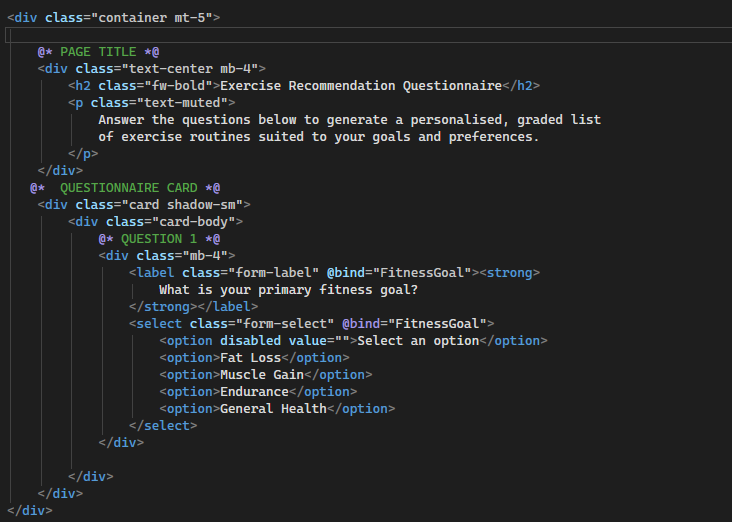 <div class="container mt-5">
@* PAGE TITLE *@
<div class="text-center mb-4">
<h2 class="fw-bold">Exercise Recommendation Questionnaire</h2>
<p class="text-muted">
Answer the questions below to generate a personalised, graded list
of exercise routines suited to your goals and preferences.
</p>
</div>
@*  QUESTIONNAIRE CARD *@
<div class="card shadow-sm">
<div class="card-body">
@* QUESTION 1 *@
<div class="mb-4">
<label class="form-label" @bind="FitnessGoal"><strong>
What is your primary fitness goal?
</strong></label>
<select class="form-select" @bind="FitnessGoal">
<option disabled value="">Select an option</option>
<option>Fat Loss</option>
<option>Muscle Gain</option>
<option>Endurance</option>
<option>General Health</option>
</select>
</div>
</div>
</div>
</div>